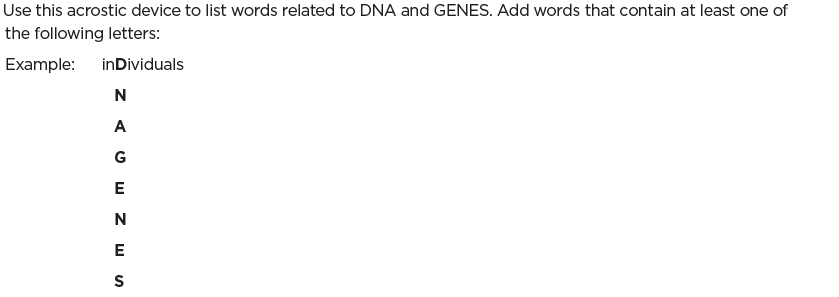 Use this acrostic device to list words related to DNA and GENES. Add words that contain at least one of
the following letters:
Example: inDividuals
N
A
G
E
N
E
S